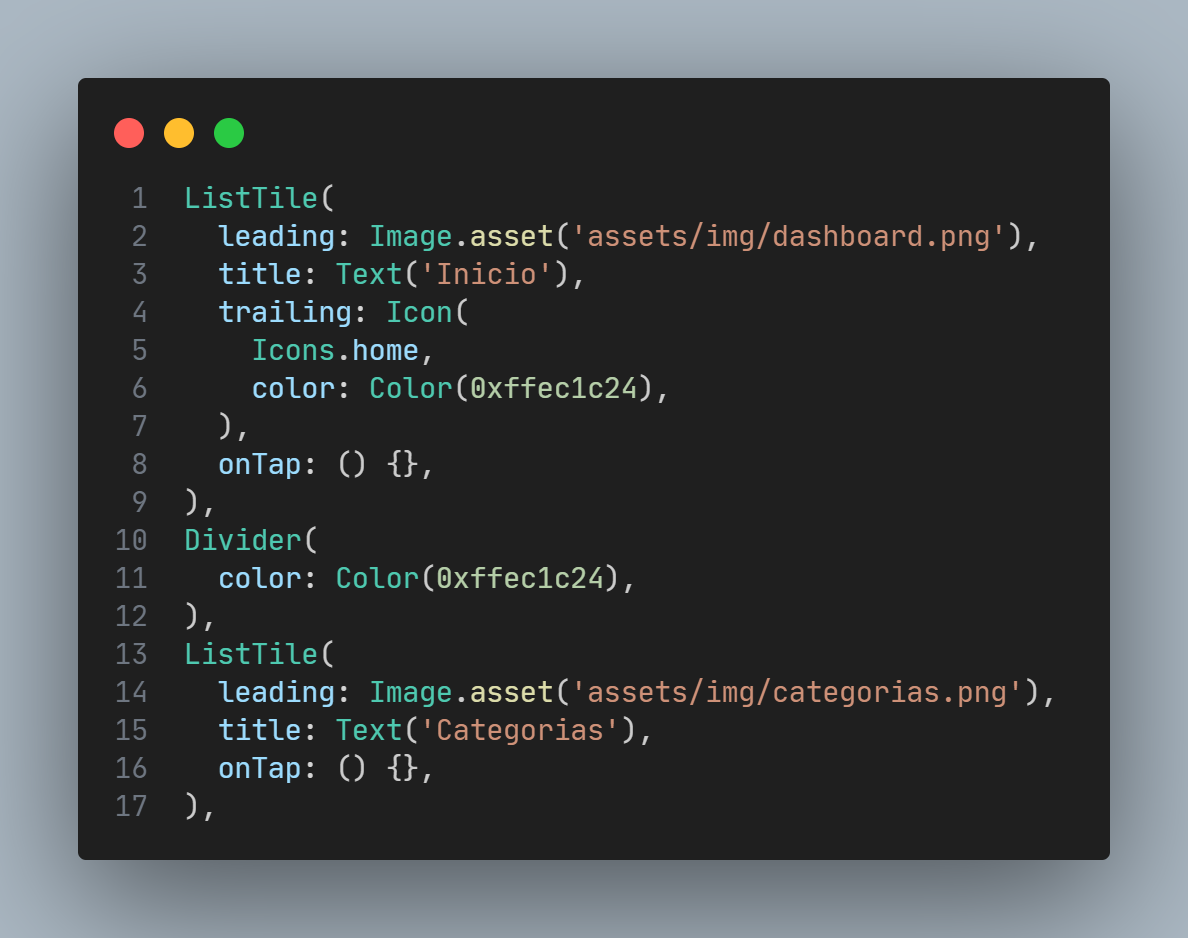 1 ListTile(
2   leading: Image.asset('assets/img/dashboard.png'),
3   title: Text('Inicio'),
4   trailing: Icon(
5     Icons.home,
6     color: Color(0xffec1c24),
7   ),
8   onTap: () {},
9 ),
10 Divider(
11   color: Color(0xffec1c24),
12 ),
13 ListTile(
14   leading: Image.asset('assets/img/categorias.png'),
15   title: Text('Categorias'),
16   onTap: () {},
17 ),